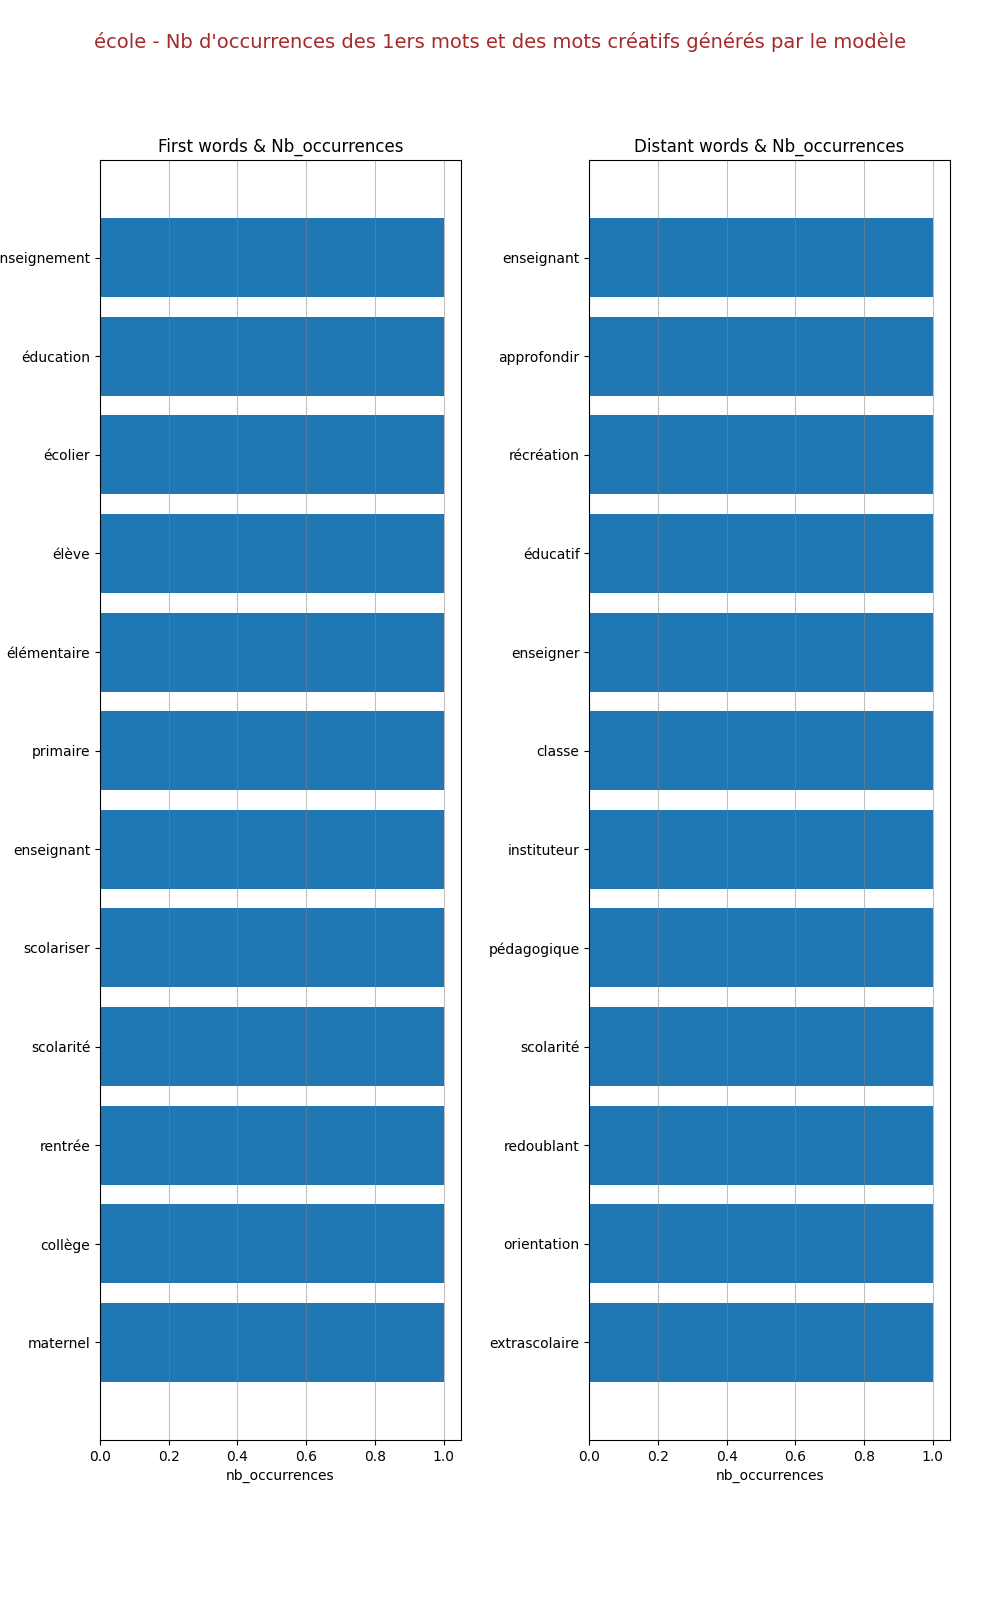 école - Nb d'occurrences des 1ers mots et des mots créatifs générés par le modèle
First words & Nb_occurrences
nseignement
éducation
écolier
élève
élémentaire
primaire
enseignant
scolariser
scolarité
rentrée
collège
maternel
0.0 0.2 0.4 0.6 0.8 1.0
nb_occurrences
Distant words & Nb_occurrences
enseignant
approfondir
récréation
éducatif
enseigner
classe
instituteur
pédagogique
scolarité
redoublant
orientation
extrascolaire
0.0 0.2 0.4 0.6 0.8 1.0
nb_occurrences